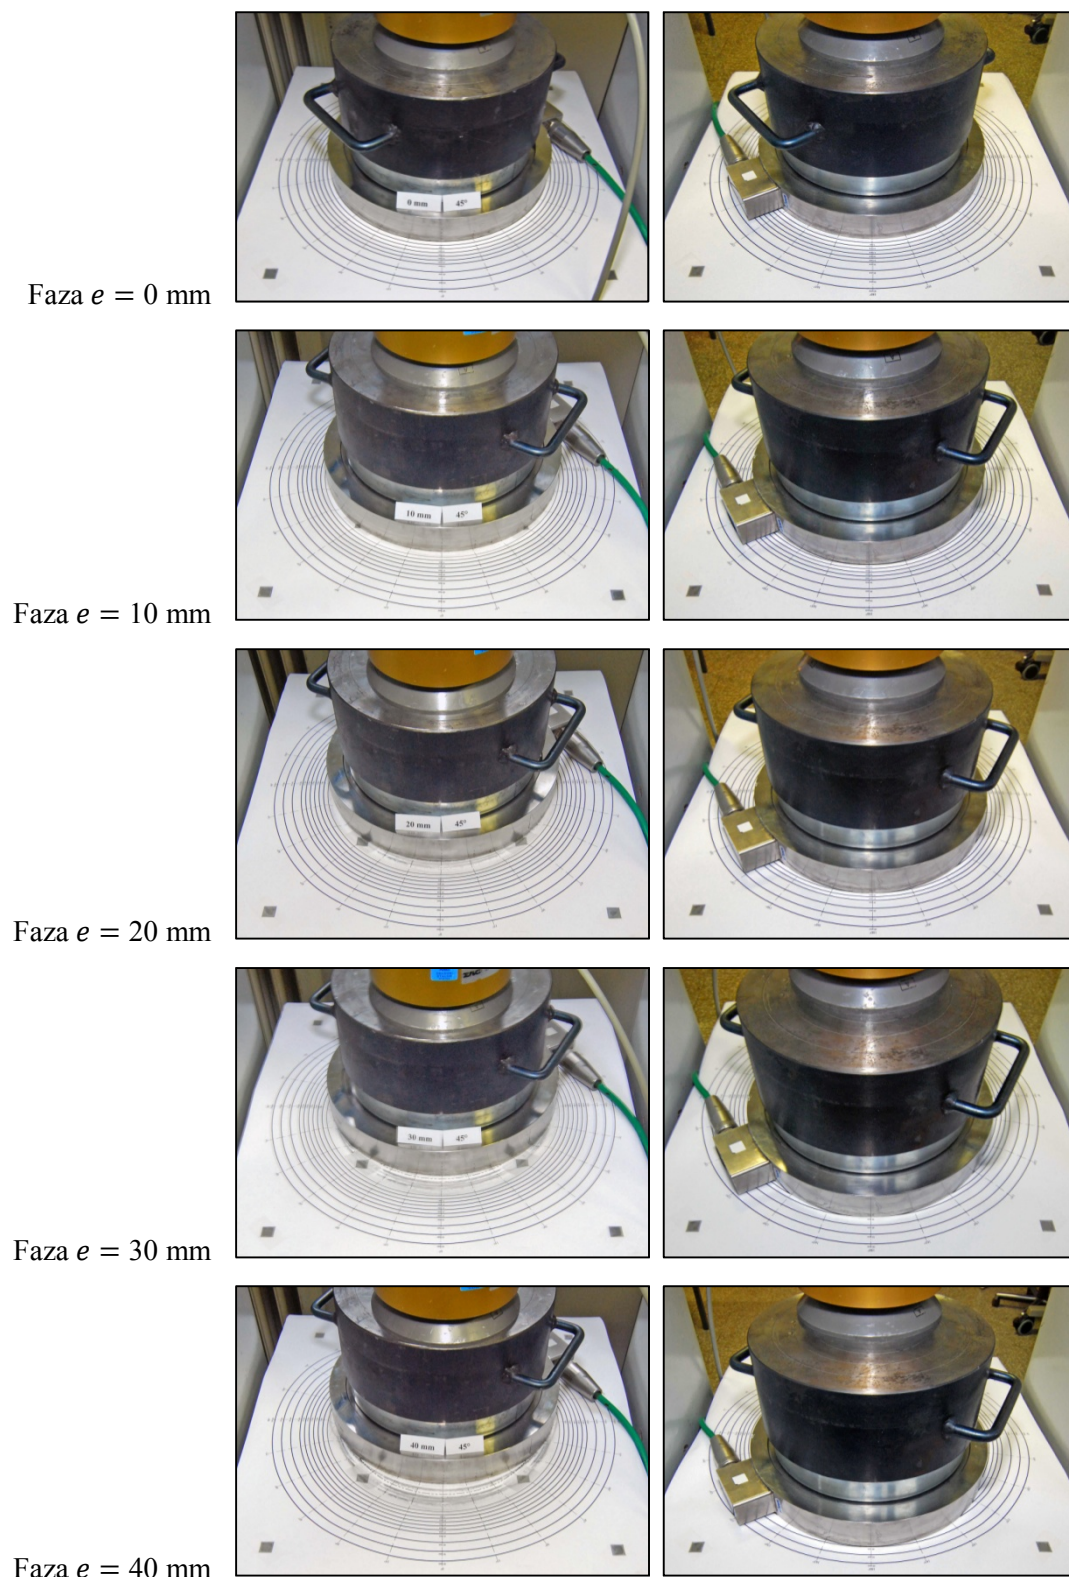 0 mm 45°
Faza e = 0 mm
10 mm 45°
Faza e = 10 mm
20 mm 45°
Faza e = 20 mm
30 mm 45°
Faza e = 30 mm
40 mm 45°
Faza e = 40 mm